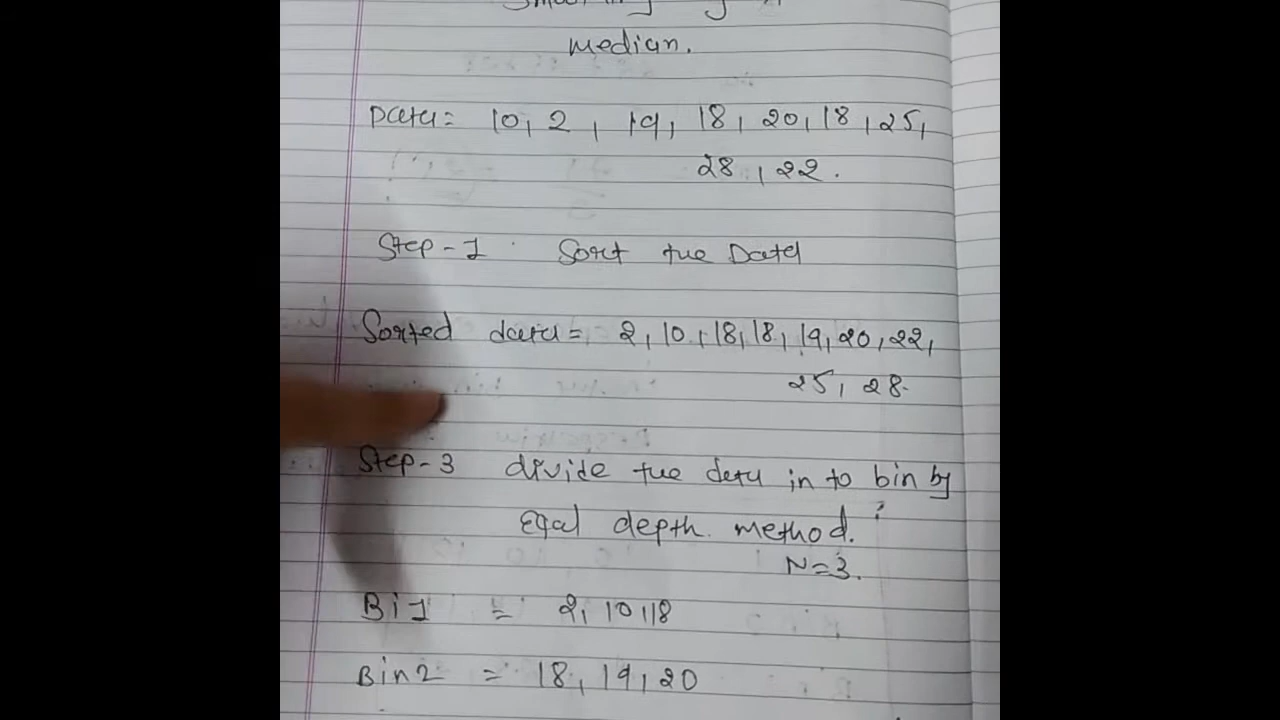 median.
Data= 10, 2, 19, 18, 20, 18, 25,
28, 22.
Step-1 Sort the Data
Sorted data= 2, 10, 18, 18, 19, 20, 22,
25, 28.
Step-3 divide the data in to bin by
Eqal depth method.
N=3.
Bi1 = 2, 10, 18
Bin2 = 18, 19, 20